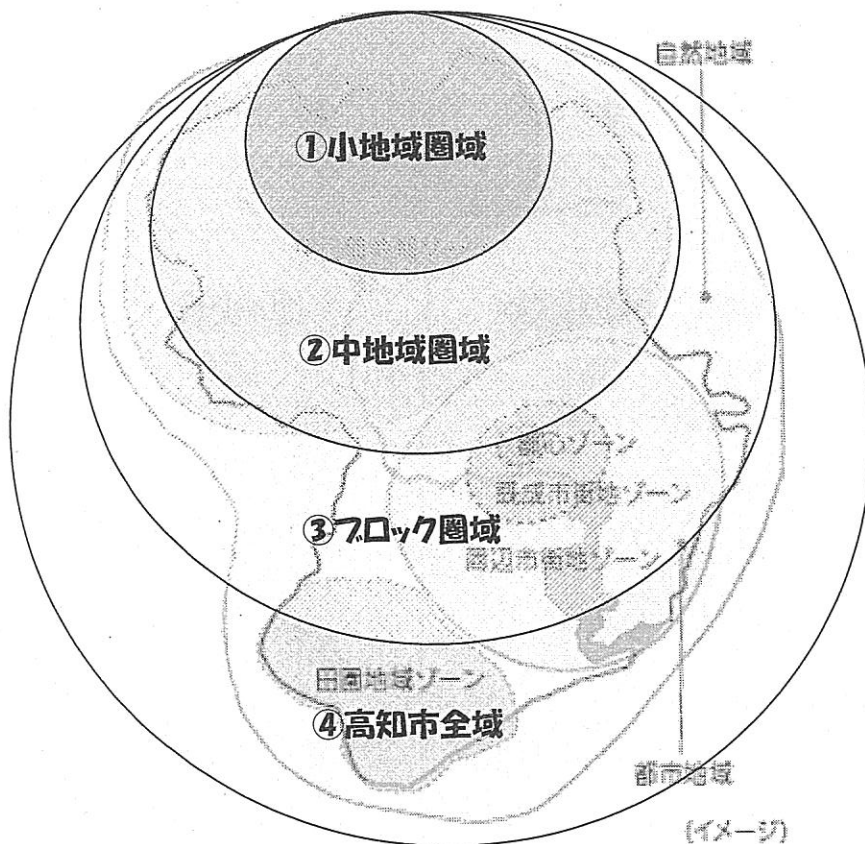 自然地域
①小地域圏域
②中地域圏域
都心ゾーン
既成市街地ゾーン
③ブロック圏域
周辺市街地ゾーン
田園地域ゾーン
④高知市全域
都市地域
(イメージ)